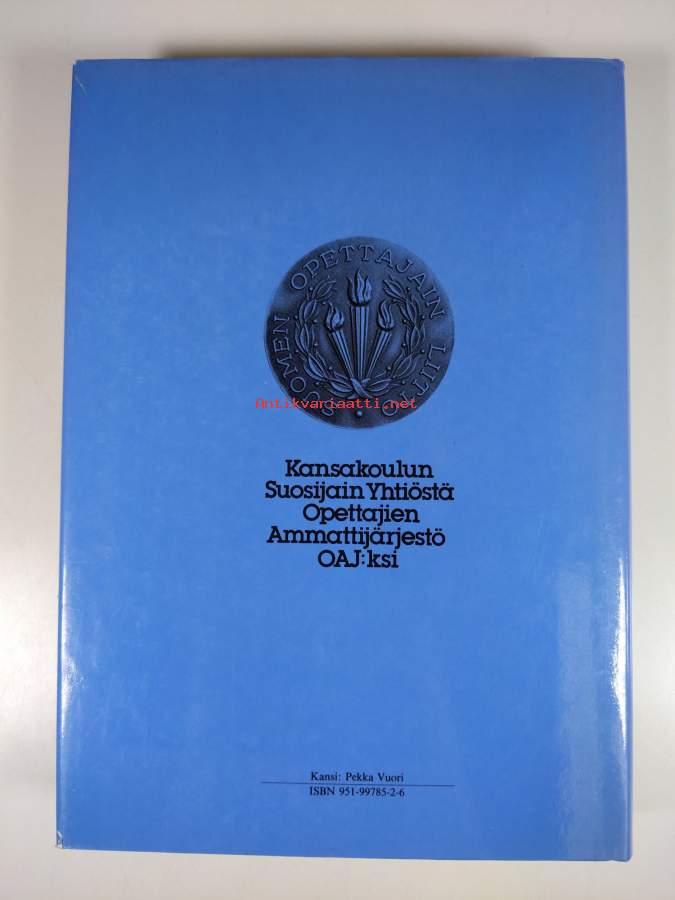 SUOMEN OPETTAJAIN LIITTO
Antikvariaatti.net
Kansakoulun
Suosijain Yhtiöstä
Opettajien
Ammattijärjestö
OAJ:ksi
Kansi: Pekka Vuori
ISBN 951-99785-2-6